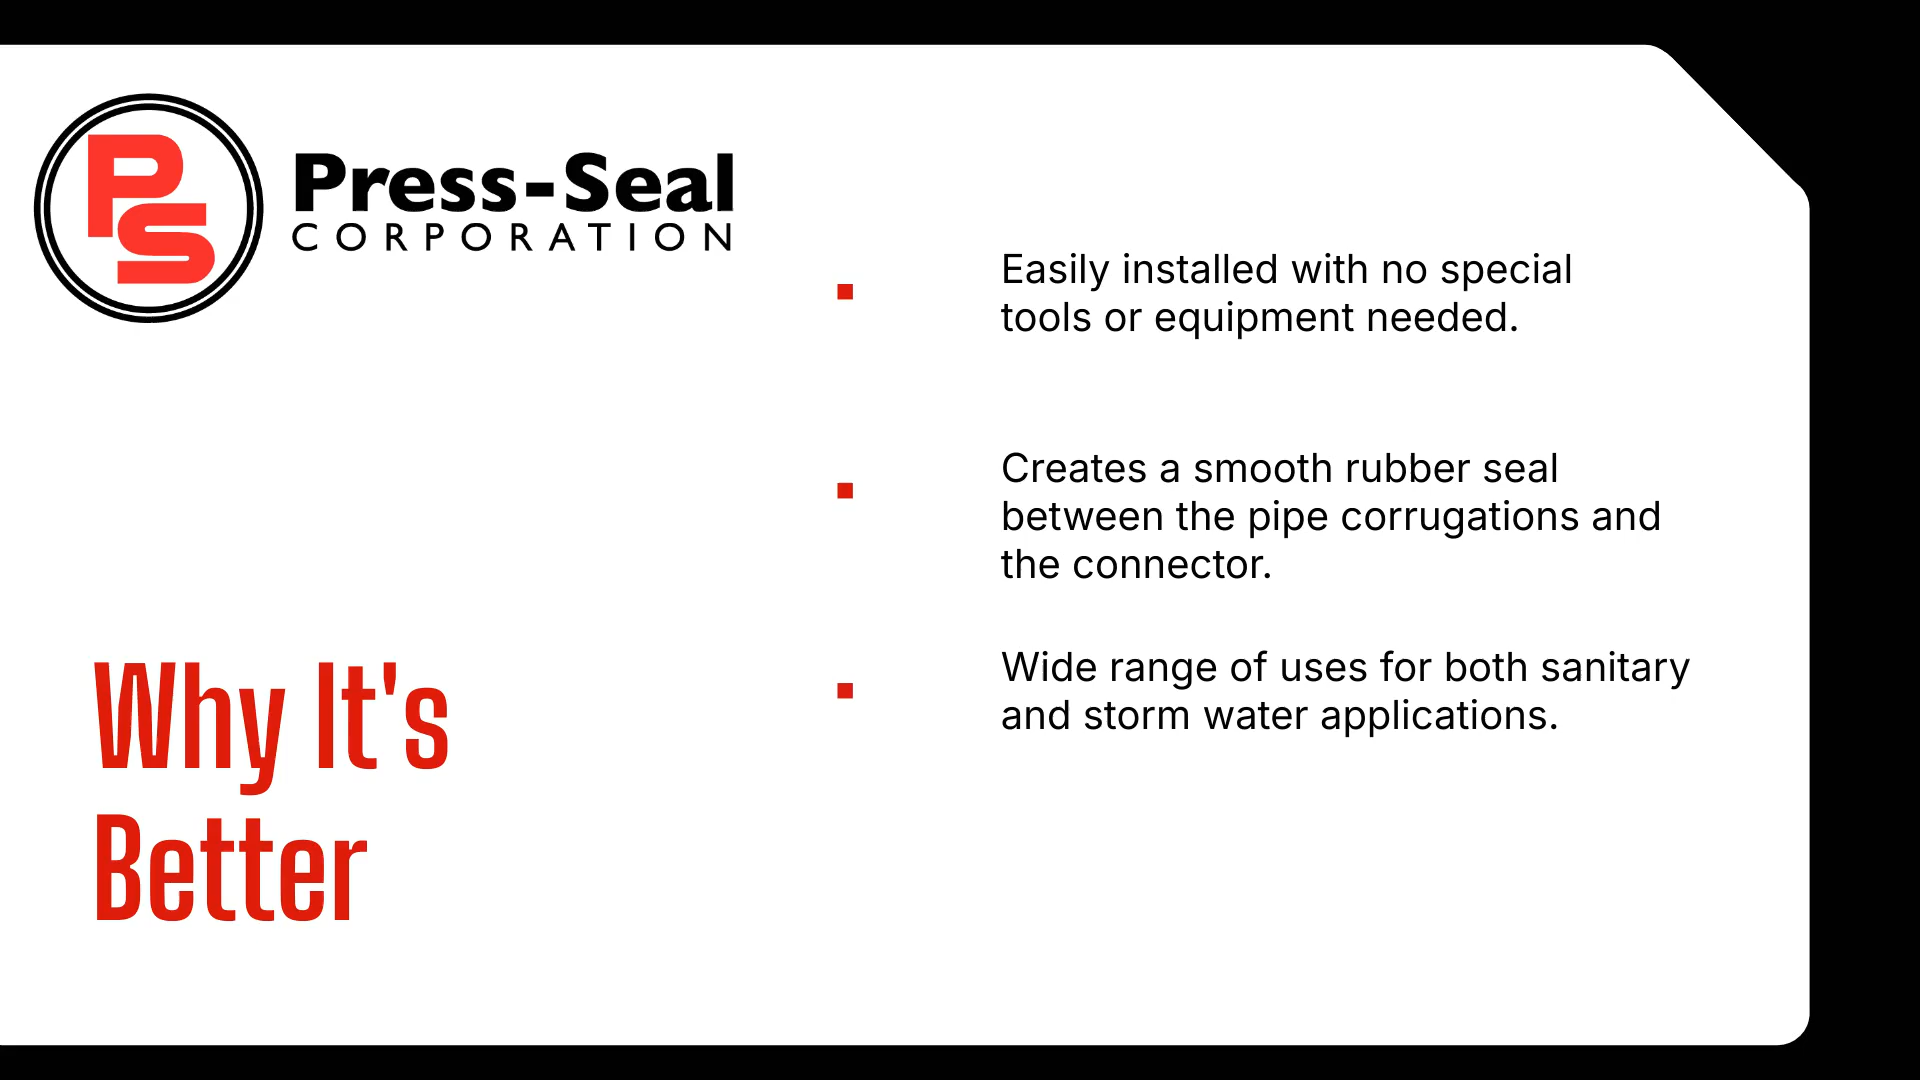 PS
Press-Seal
CORPORATION
Easily installed with no special
tools or equipment needed.
Creates a smooth rubber seal
between the pipe corrugations and
the connector.
Wide range of uses for both sanitary
and storm water applications.
Why It's
Better